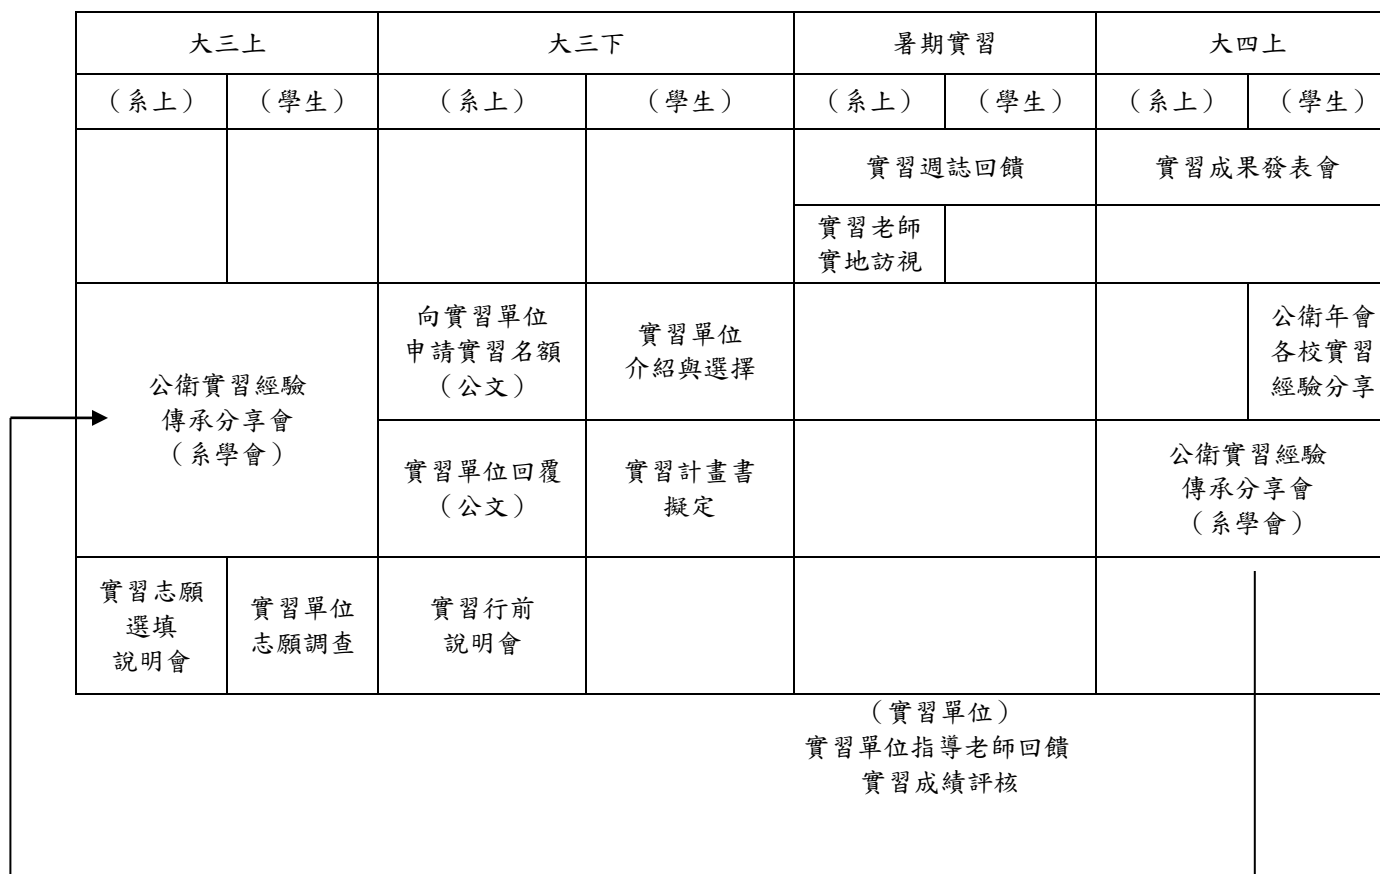 大三上
大三下
暑期實習
大四上
（系上）
（學生）
（系上）
（學生）
（系上）
（學生）
（系上）
（學生）
實習週誌回饋
實習成果發表會
實習老師
實地訪視
公衛實習經驗
傳承分享會
（系學會）
向實習單位
申請實習名額
（公文）
實習單位
介紹與選擇
公衛年會
各校實習
經驗分享
實習單位回覆
（公文）
實習計畫書
擬定
公衛實習經驗
傳承分享會
（系學會）
實習志願
選填
說明會
實習單位
志願調查
實習行前
說明會
（實習單位）
實習單位指導老師回饋
實習成績評核